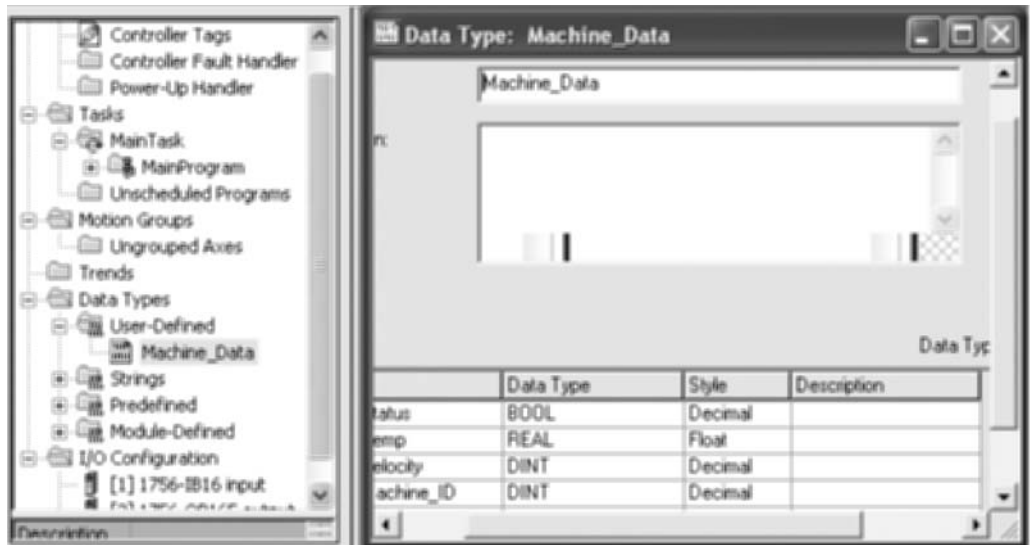 Controller Tags
Controller Fault Handler
Power-Up Handler
Tasks
MainTask
MainProgram
Unscheduled Programs
Motion Groups
Ungrouped Axes
Trends
Data Types
User-Defined
Machine_Data
Strings
Predefined
Module-Defined
I/O Configuration
[1] 1756-IB16 input
Description
Data Type: Machine_Data
Machine_Data
n:
Data Typ
Data Type Style Description
tatus BOOL Decimal
emp REAL Float
elocity DINT Decimal
achine_ID DINT Decimal